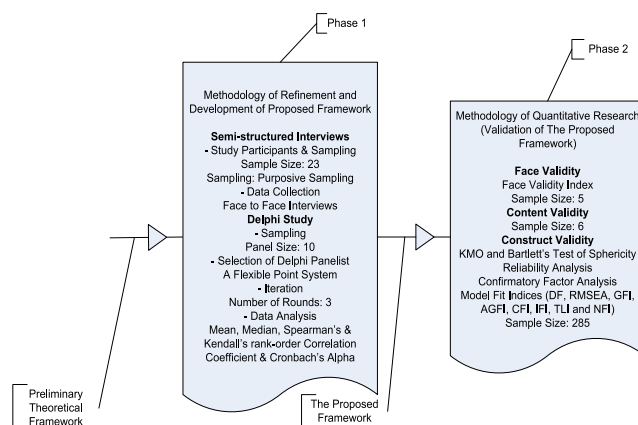 Phase 1
Methodology of Refinement and
Development of Proposed Framework
Semi-structured Interviews
- Study Participants & Sampling
Sample Size: 23
Sampling: Purposive Sampling
- Data Collection
Face to Face Interviews
Delphi Study
- Sampling
Panel Size: 10
- Selection of Delphi Panelist
A Flexible Point System
- Iteration
Number of Rounds: 3
- Data Analysis
Mean, Median, Spearman's &
Kendall's rank-order Correlation
Coefficient & Cronbach's Alpha
Phase 2
Methodology of Quantitative Research
(Validation of The Proposed
Framework)
Face Validity
Face Validity Index
Sample Size: 5
Content Validity
Sample Size: 6
Construct Validity
KMO and Bartlett's Test of Sphericity
Reliability Analysis
Confirmatory Factor Analysis
Model Fit Indices (DF, RMSEA, GFI,
AGFI, CFI, IFI, TLI and NFI)
Sample Size: 285
Preliminary
Theoretical
Framework
The Proposed
Framework